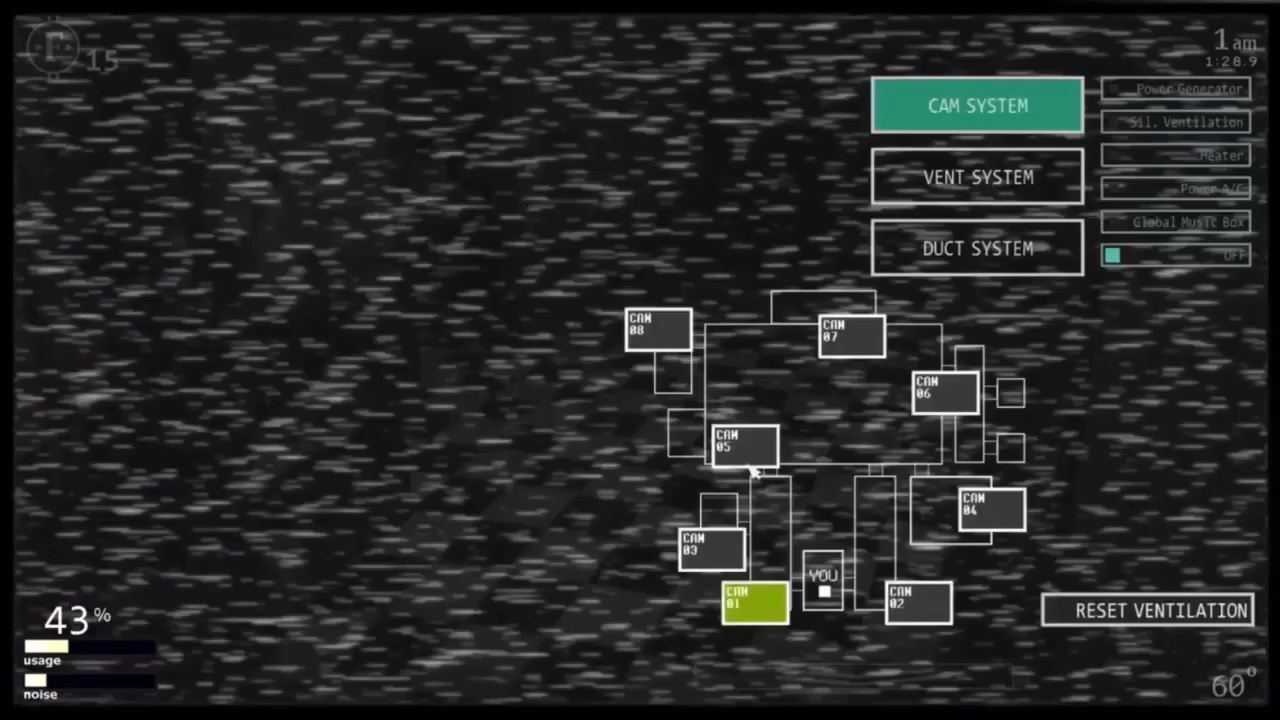 F 15
1 am
1:28.9
CAM SYSTEM
VENT SYSTEM
DUCT SYSTEM
Power Generator
Sil. Ventilation
Heater
Power A/C
Global Music Box
OFF
CAM
08
CAM
07
CAM
06
CAM
05
CAM
04
CAM
03
YOU
CAM
01
CAM
02
RESET VENTILATION
43%
usage
noise
60°